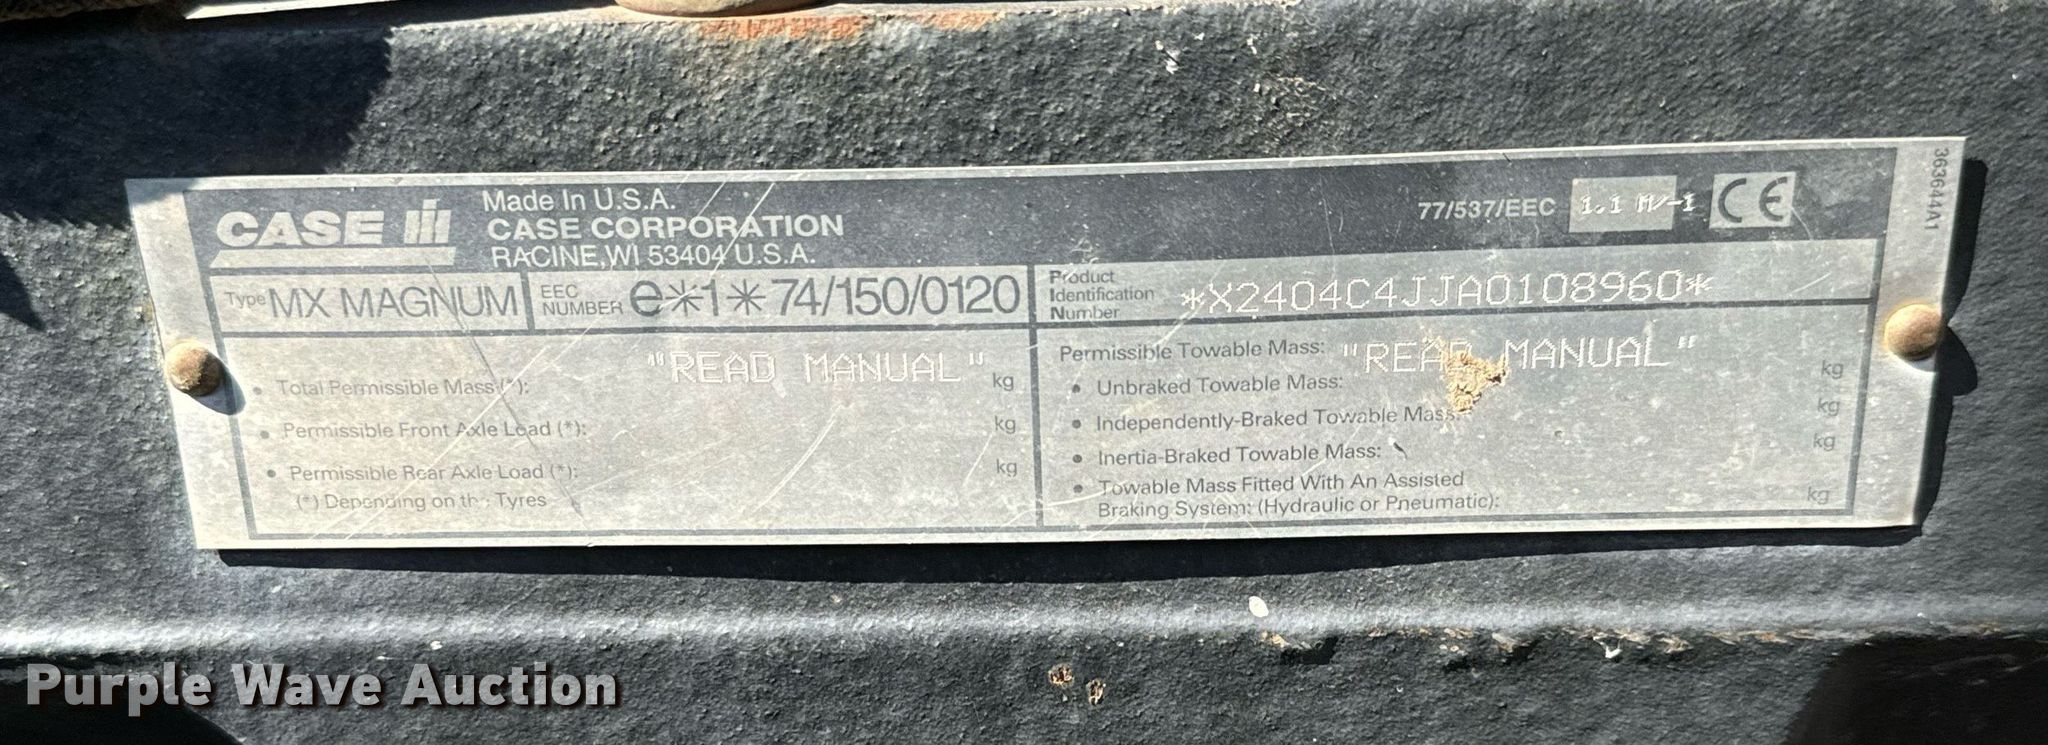 CASE IH
Made In U.S.A.
CASE CORPORATION
RACINE, WI 53404 U.S.A.
77/537/EEC 1.1 M/-1 CE
363644A1
Type MX MAGNUM
EEC NUMBER e*1*74/150/0120
Product Identification Number *X2404C4JJA0108960*
"READ MANUAL"
• Total Permissible Mass (*): kg
• Permissible Front Axle Load (*): kg
• Permissible Rear Axle Load (*): kg
(*) Depending on the Tyres
Permissible Towable Mass: "READ MANUAL"
• Unbraked Towable Mass: kg
• Independently-Braked Towable Mass: kg
• Inertia-Braked Towable Mass: kg
• Towable Mass Fitted With An Assisted
Braking System: (Hydraulic or Pneumatic): kg
Purple Wave Auction